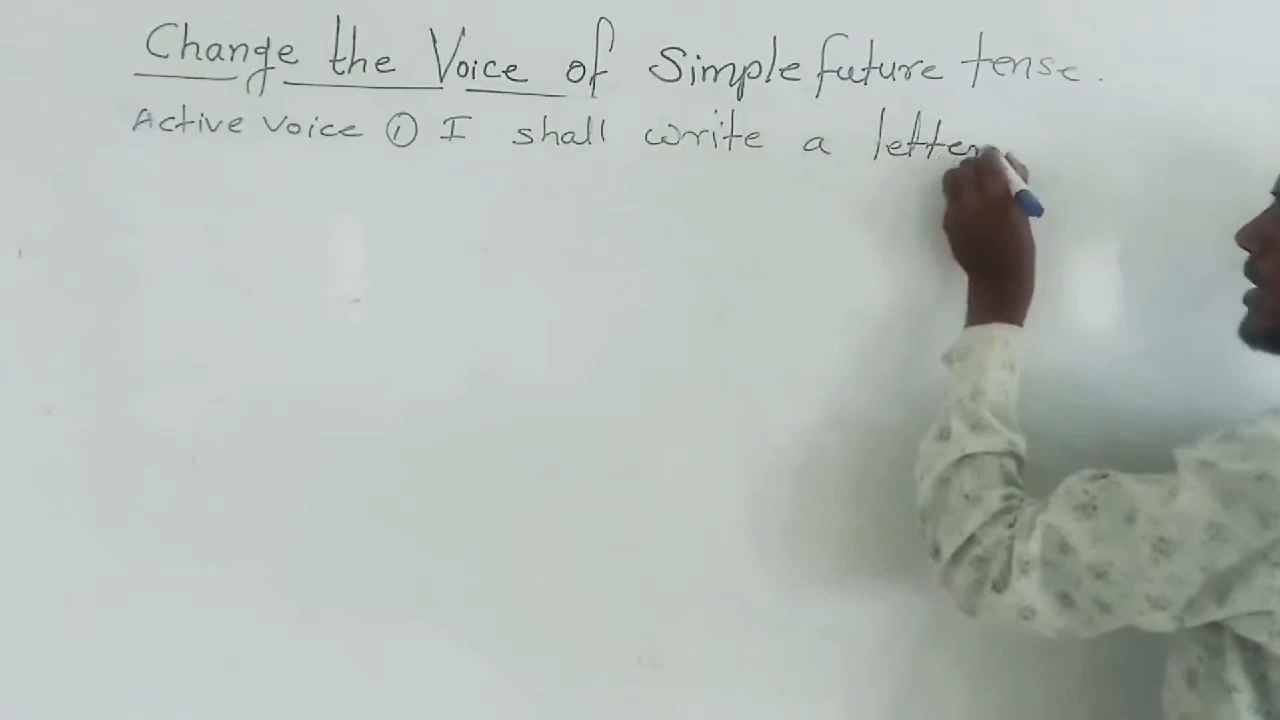 Change the Voice of Simple future tense.
Active Voice ① I shall write a letter